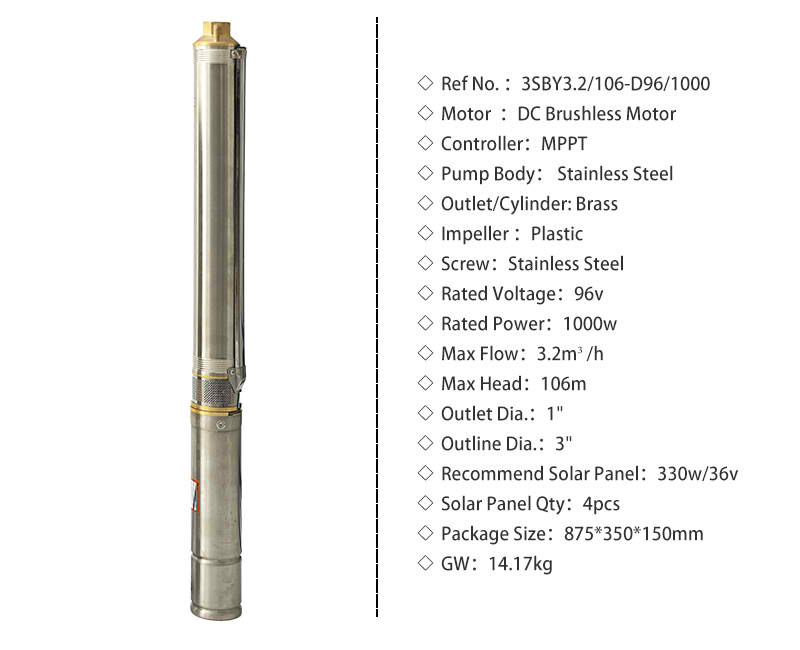 ◇ Ref No.： 3SBY3.2/106-D96/1000
◇ Motor ： DC Brushless Motor
◇ Controller： MPPT
◇ Pump Body： Stainless Steel
◇ Outlet/Cylinder: Brass
◇ Impeller： Plastic
◇ Screw： Stainless Steel
◇ Rated Voltage： 96v
◇ Rated Power： 1000w
◇ Max Flow： 3.2m³ /h
◇ Max Head： 106m
◇ Outlet Dia.： 1"
◇ Outline Dia.： 3"
◇ Recommend Solar Panel： 330w/36v
◇ Solar Panel Qty： 4pcs
◇ Package Size： 875*350*150mm
◇ GW： 14.17kg